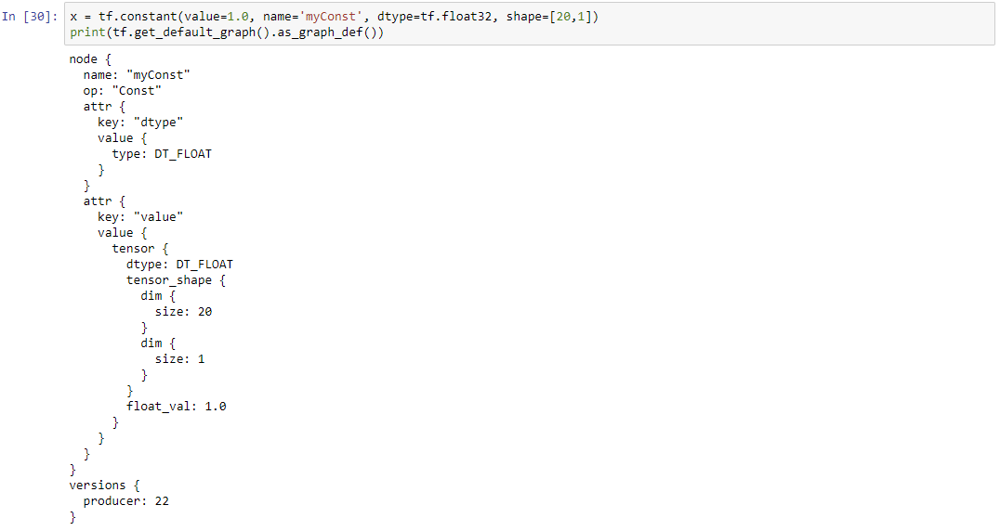 In [30]: x = tf.constant(value=1.0, name='myConst', dtype=tf.float32, shape=[20,1])
print(tf.get_default_graph().as_graph_def())
node {
  name: "myConst"
  op: "Const"
  attr {
    key: "dtype"
    value {
      type: DT_FLOAT
    }
  }
  attr {
    key: "value"
    value {
      tensor {
        dtype: DT_FLOAT
        tensor_shape {
          dim {
            size: 20
          }
          dim {
            size: 1
          }
        }
        float_val: 1.0
      }
    }
  }
}
versions {
  producer: 22
}